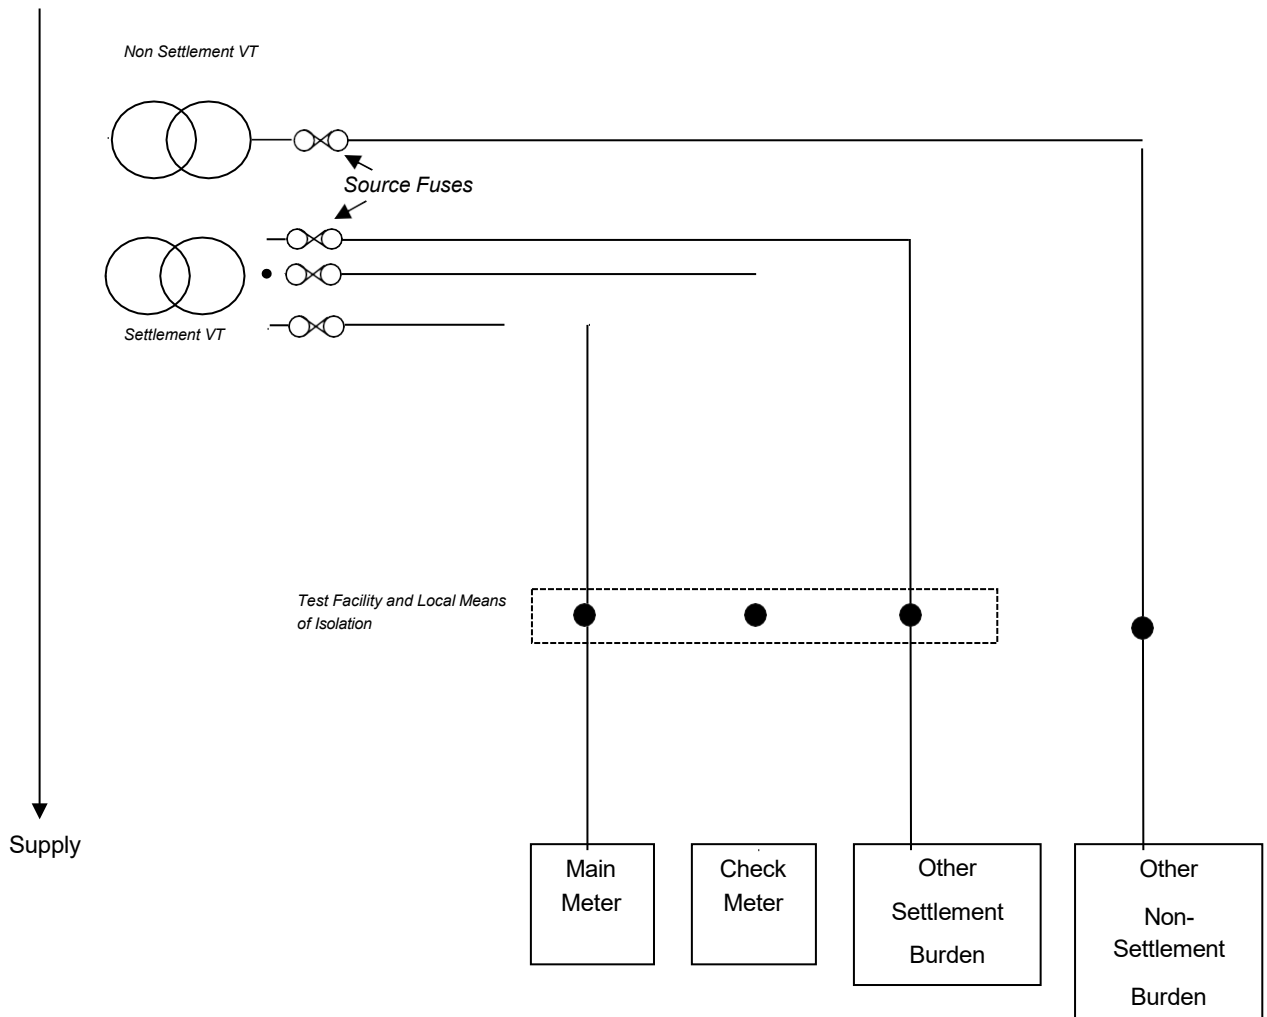 Non Settlement VT
Source Fuses
Settlement VT
Test Facility and Local Means
of Isolation
Supply
Main
Meter
Check
Meter
Other
Settlement
Burden
Other
Non-
Settlement
Burden